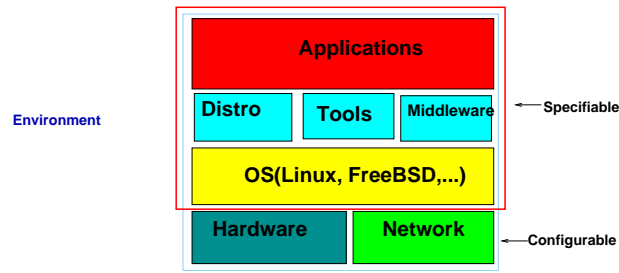 Applications
Distro
Tools
Middleware
Specifiable
Environment
OS(Linux, FreeBSD,...)
Hardware
Network
Configurable